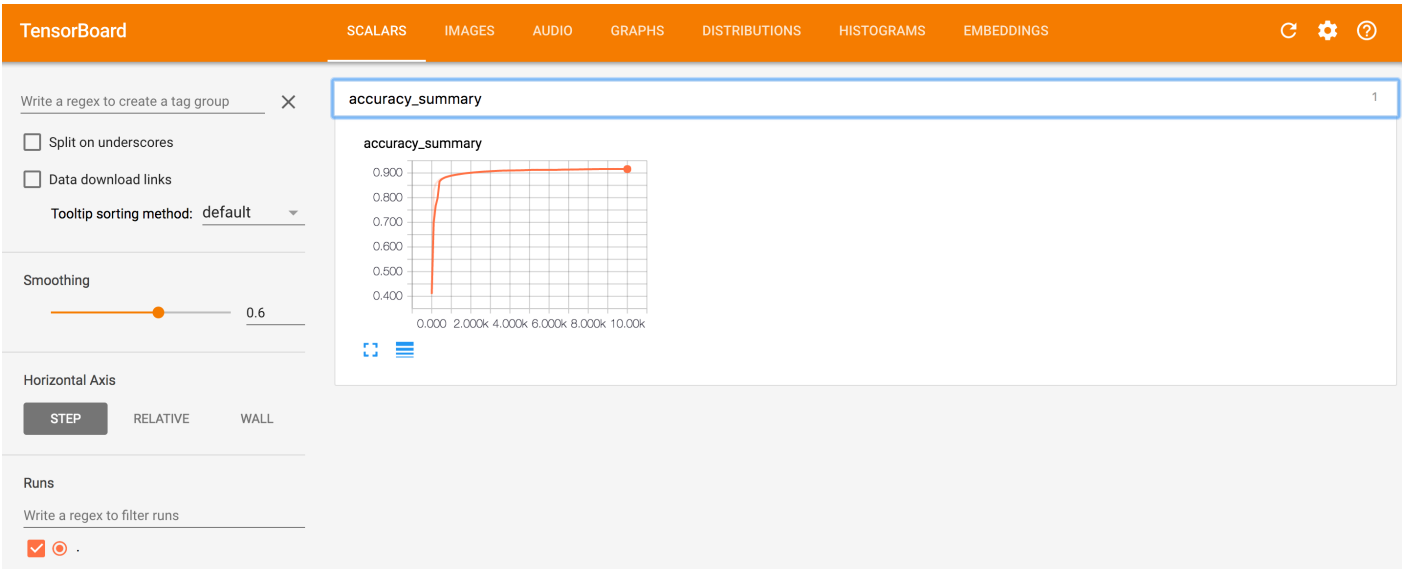 TensorBoard
SCALARS IMAGES AUDIO GRAPHS DISTRIBUTIONS HISTOGRAMS EMBEDDINGS
Write a regex to create a tag group
Split on underscores
Data download links
Tooltip sorting method: default
Smoothing
0.6
Horizontal Axis
STEP RELATIVE WALL
Runs
Write a regex to filter runs
.
accuracy_summary 1
accuracy_summary
0.900
0.800
0.700
0.600
0.500
0.400
0.000 2.000k 4.000k 6.000k 8.000k 10.00k